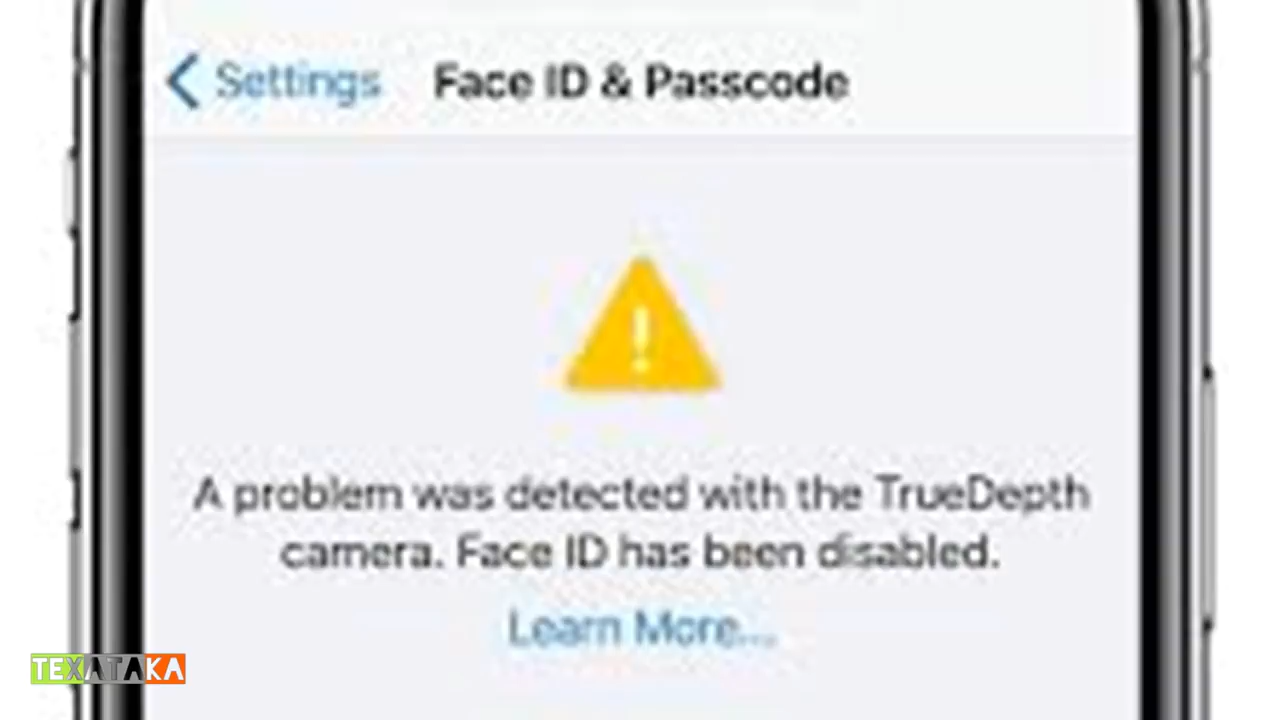 Settings Face ID & Passcode
A problem was detected with the TrueDepth
camera. Face ID has been disabled.
Learn More...
TEXATAKA